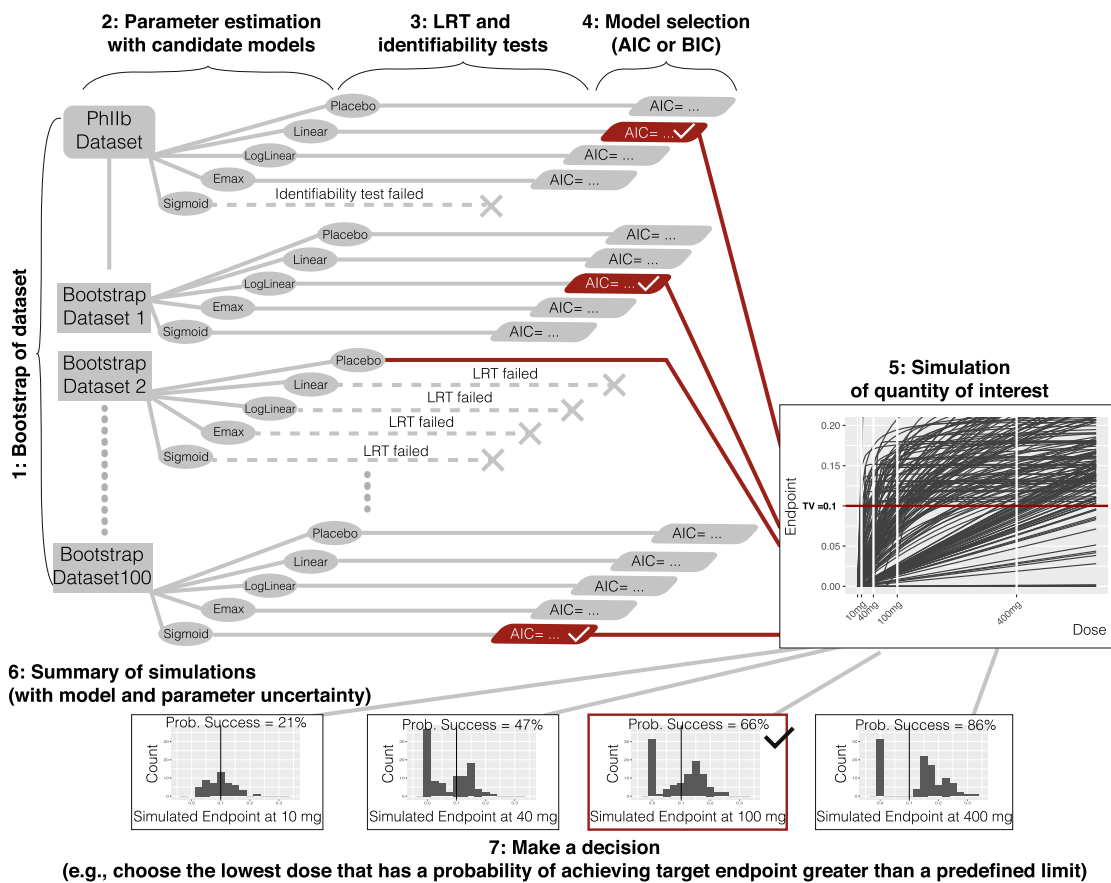 2: Parameter estimation
with candidate models
3: LRT and
identifiability tests
4: Model selection
(AIC or BIC)
1: Bootstrap of dataset
PhIIb
Dataset
Placebo
Linear
LogLinear
Emax
Sigmoid
Identifiability test failed
AIC= ...
AIC= ...
AIC= ...
AIC= ...
Bootstrap
Dataset 1
Placebo
Linear
LogLinear
Emax
Sigmoid
AIC= ...
AIC= ...
AIC= ...
AIC= ...
AIC= ...
Bootstrap
Dataset 2
Placebo
Linear
LogLinear
Emax
Sigmoid
LRT failed
LRT failed
LRT failed
LRT failed
Bootstrap
Dataset100
Placebo
Linear
LogLinear
Emax
Sigmoid
AIC= ...
AIC= ...
AIC= ...
AIC= ...
AIC= ...
5: Simulation
of quantity of interest
Endpoint
0.20
0.15
TV =0.1
0.05
0.00
10mg
40mg
100mg
400mg
Dose
6: Summary of simulations
(with model and parameter uncertainty)
Prob. Success = 21%
Count
Simulated Endpoint at 10 mg
Prob. Success = 47%
Count
Simulated Endpoint at 40 mg
Prob. Success = 66%
Count
Simulated Endpoint at 100 mg
Prob. Success = 86%
Count
Simulated Endpoint at 400 mg
7: Make a decision
(e.g., choose the lowest dose that has a probability of achieving target endpoint greater than a predefined limit)